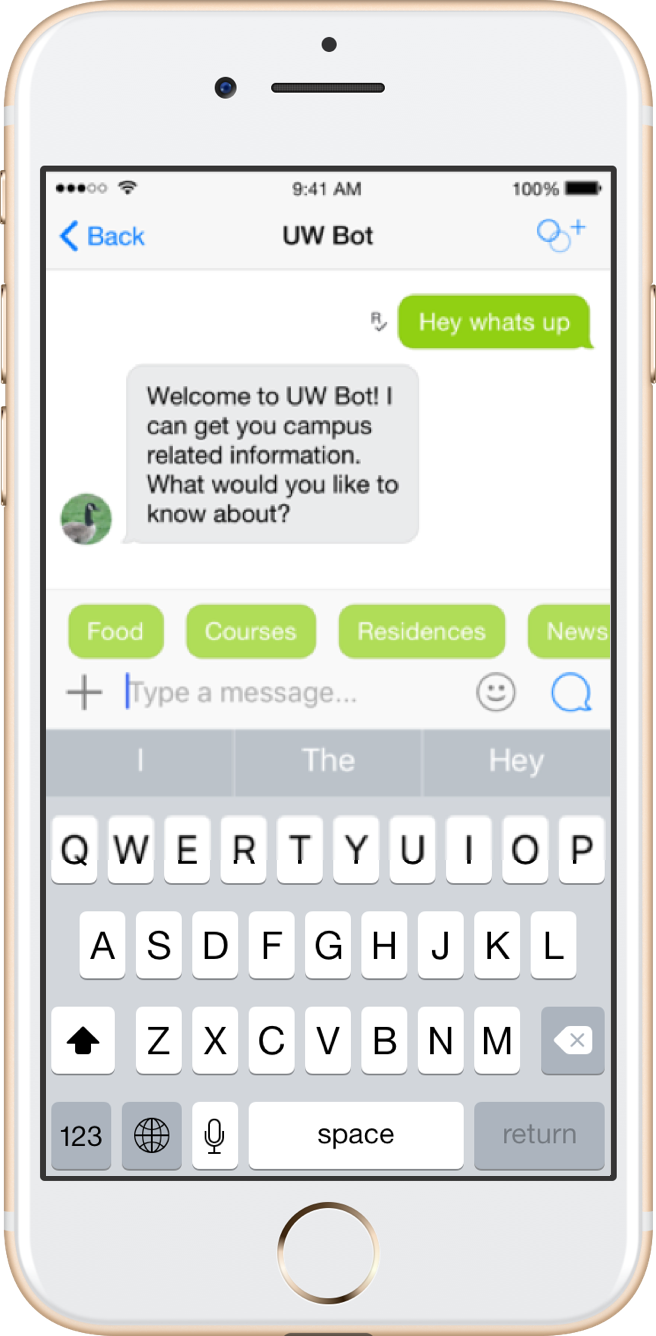 9:41 AM 100%
Back UW Bot
R Hey whats up
Welcome to UW Bot! I
can get you campus
related information.
What would you like to
know about?
Food Courses Residences News
Type a message...
I The Hey
Q W E R T Y U I O P
A S D F G H J K L
Z X C V B N M
123 space return